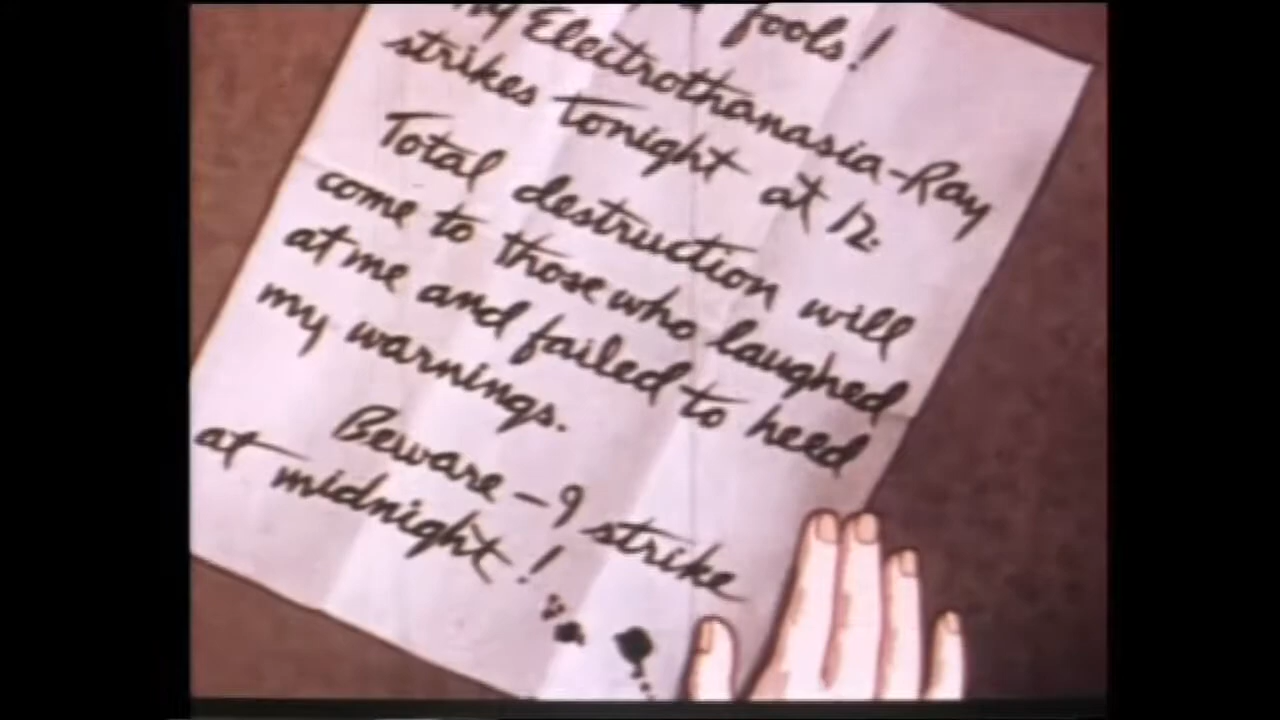 fools!
My Electrothanasia-Ray
strikes tonight at 12.
Total destruction will
come to those who laughed
at me and failed to heed
my warnings.
Beware - I strike
at midnight!